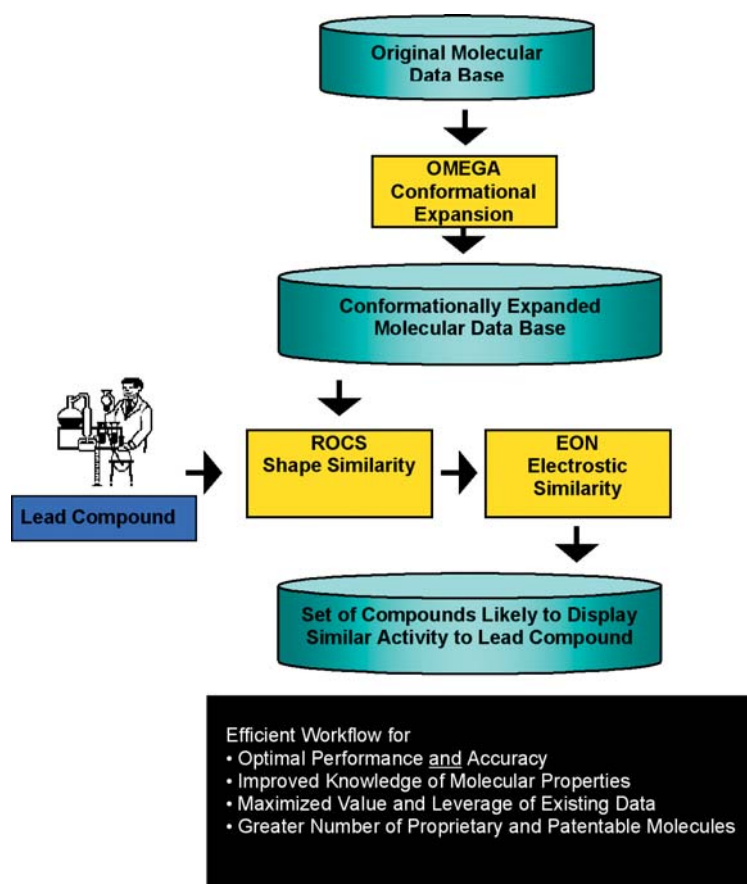 Original Molecular
Data Base
OMEGA
Conformational
Expansion
Conformationally Expanded
Molecular Data Base
ROCS
Shape Similarity
EON
Electrostic
Similarity
Lead Compound
Set of Compounds Likely to Display
Similar Activity to Lead Compound
Efficient Workflow for
• Optimal Performance and Accuracy
• Improved Knowledge of Molecular Properties
• Maximized Value and Leverage of Existing Data
• Greater Number of Proprietary and Patentable Molecules